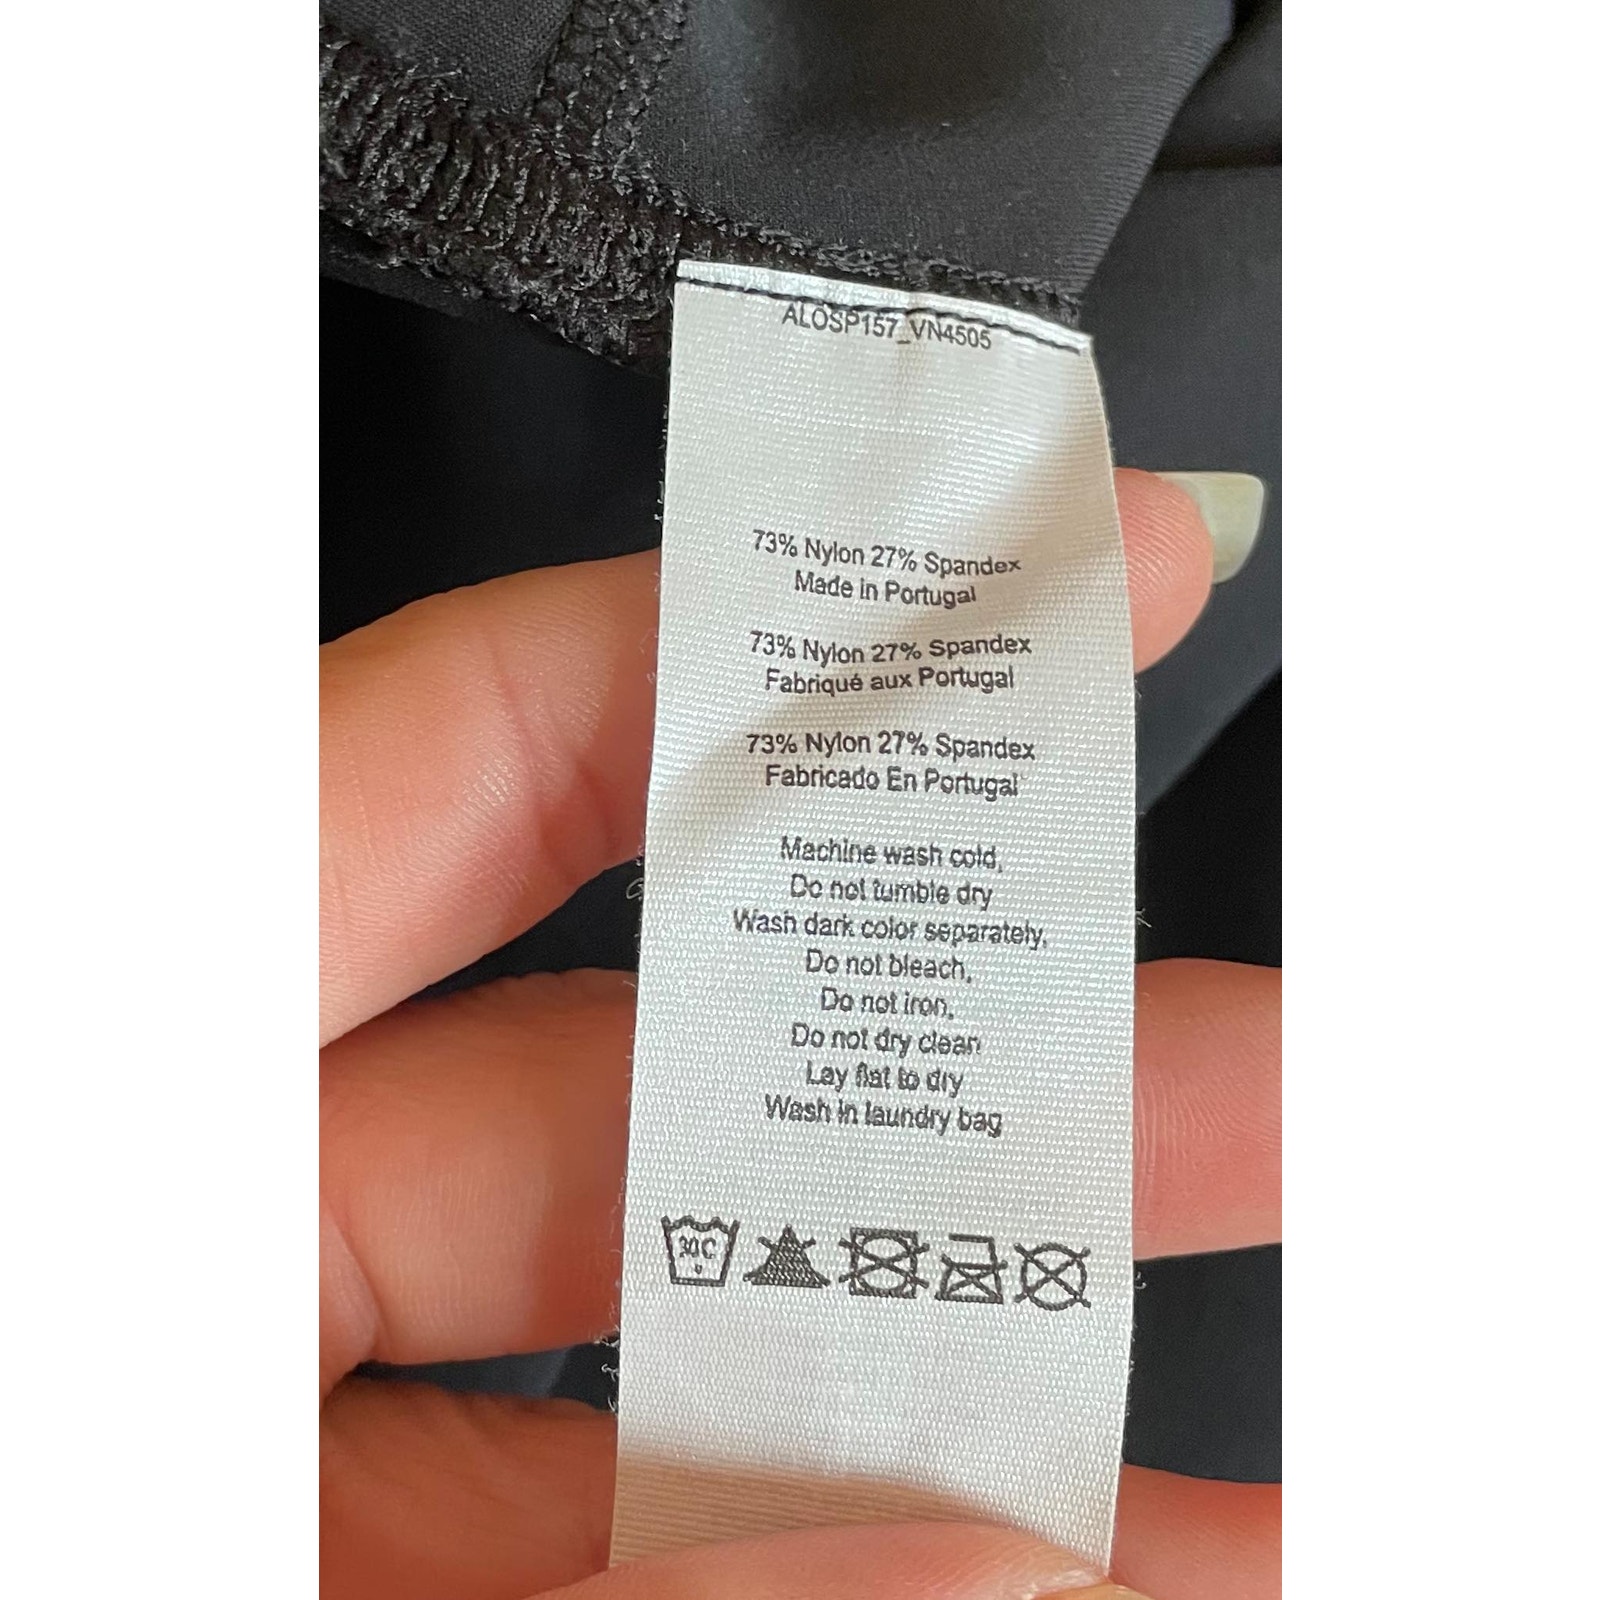 ALOSP157_VN4505
73% Nylon 27% Spandex
Made in Portugal
73% Nylon 27% Spandex
Fabriqué aux Portugal
73% Nylon 27% Spandex
Fabricado En Portugal
Machine wash cold,
Do not tumble dry
Wash dark color separately,
Do not bleach,
Do not iron,
Do not dry clean
Lay flat to dry
Wash in laundry bag
30C